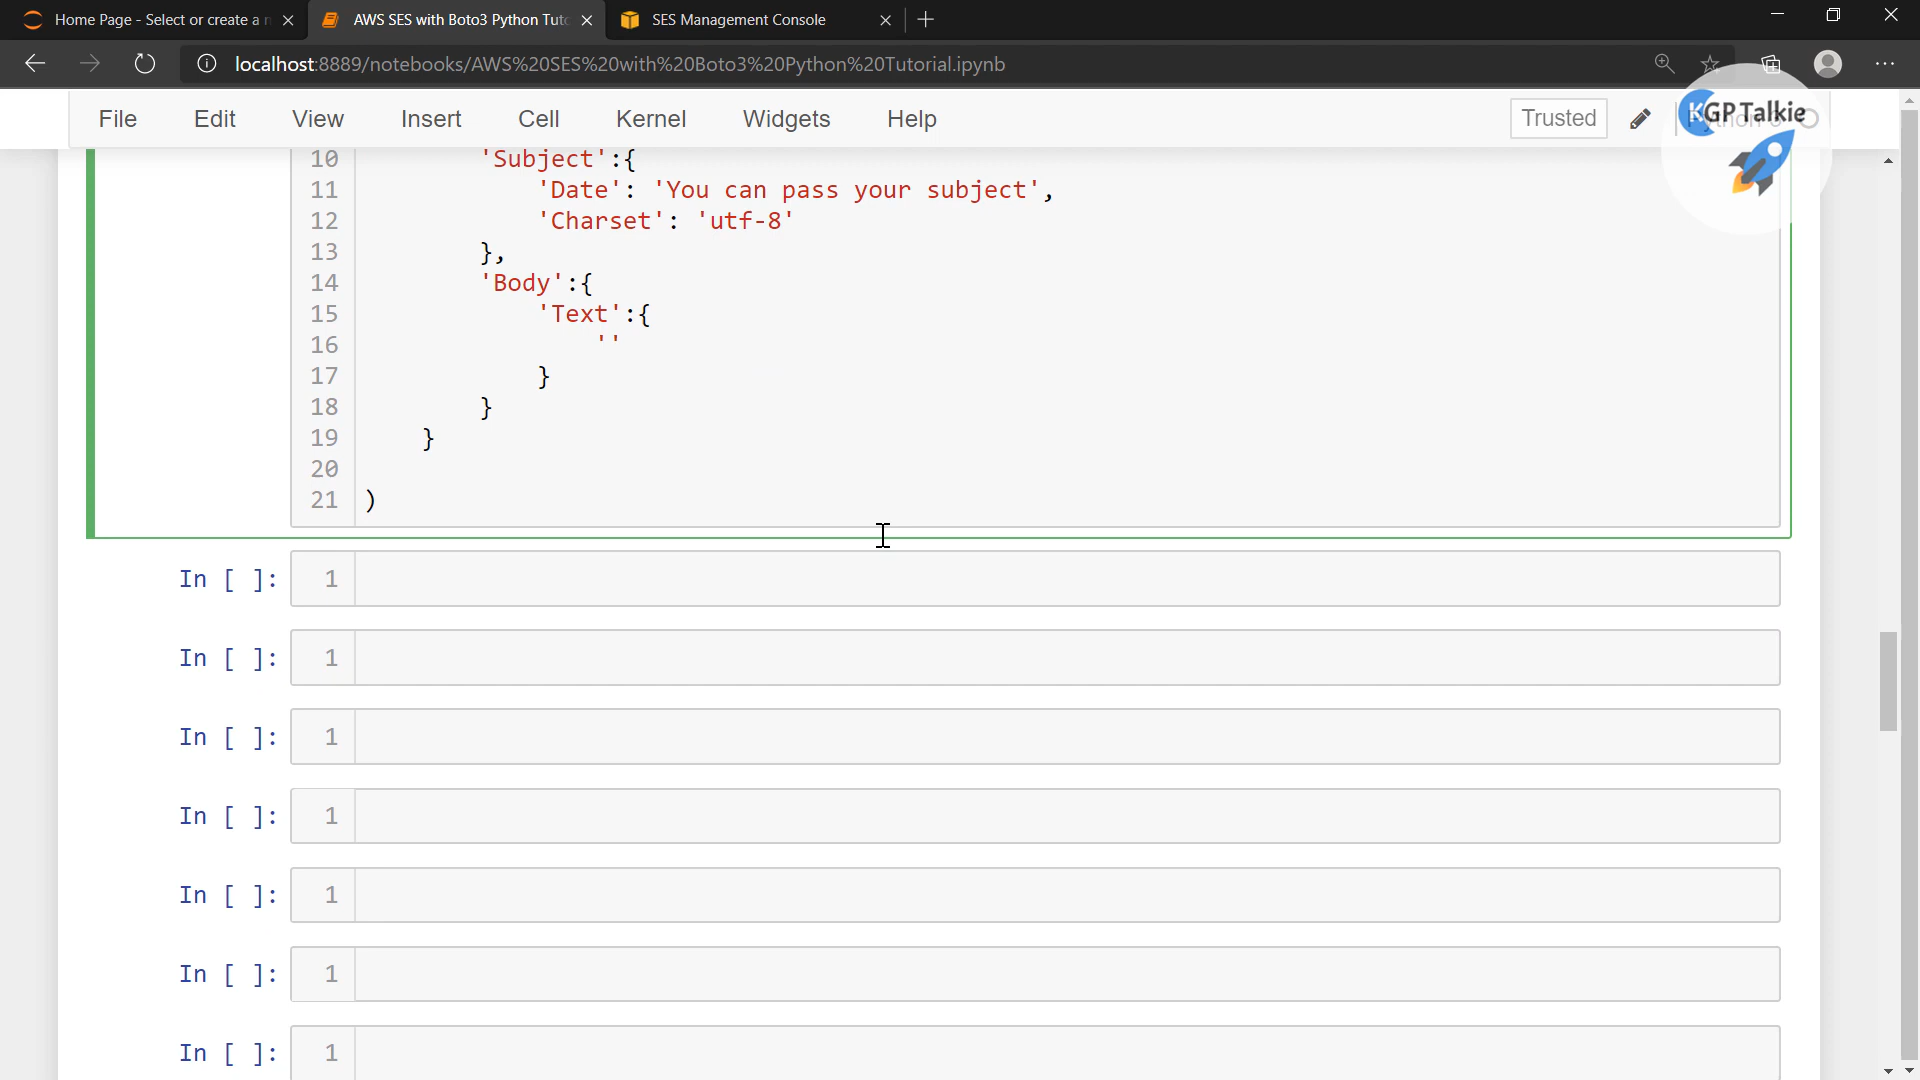 Home Page - Select or create a n
AWS SES with Boto3 Python Tuto
SES Management Console
localhost:8889/notebooks/AWS%20SES%20with%20Boto3%20Python%20Tutorial.ipynb
File Edit View Insert Cell Kernel Widgets Help Trusted Python 3
KGP Talkie
10 'Subject':{
11 'Date': 'You can pass your subject',
12 'Charset': 'utf-8'
13 },
14 'Body':{
15 'Text':{
16 ''
17 }
18 }
19 }
20
21 )
In [ ]: 1
In [ ]: 1
In [ ]: 1
In [ ]: 1
In [ ]: 1
In [ ]: 1
In [ ]: 1